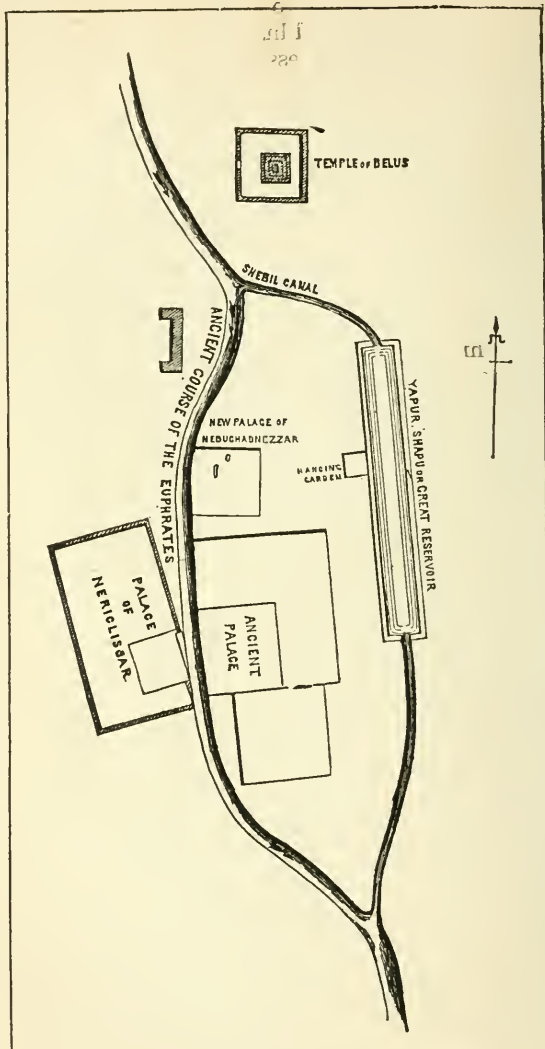 TEMPLE OF BELUS
SHEBIL CANAL
ANCIENT COURSE OF THE EUPHRATES
YAPUR, SHAPU OR GREAT RESERVOIR
NEW PALACE OF
NEBUCHADNEZZAR
HANGING
GARDEN
PALACE
OF
NERIGLISSAR
ANCIENT
PALACE